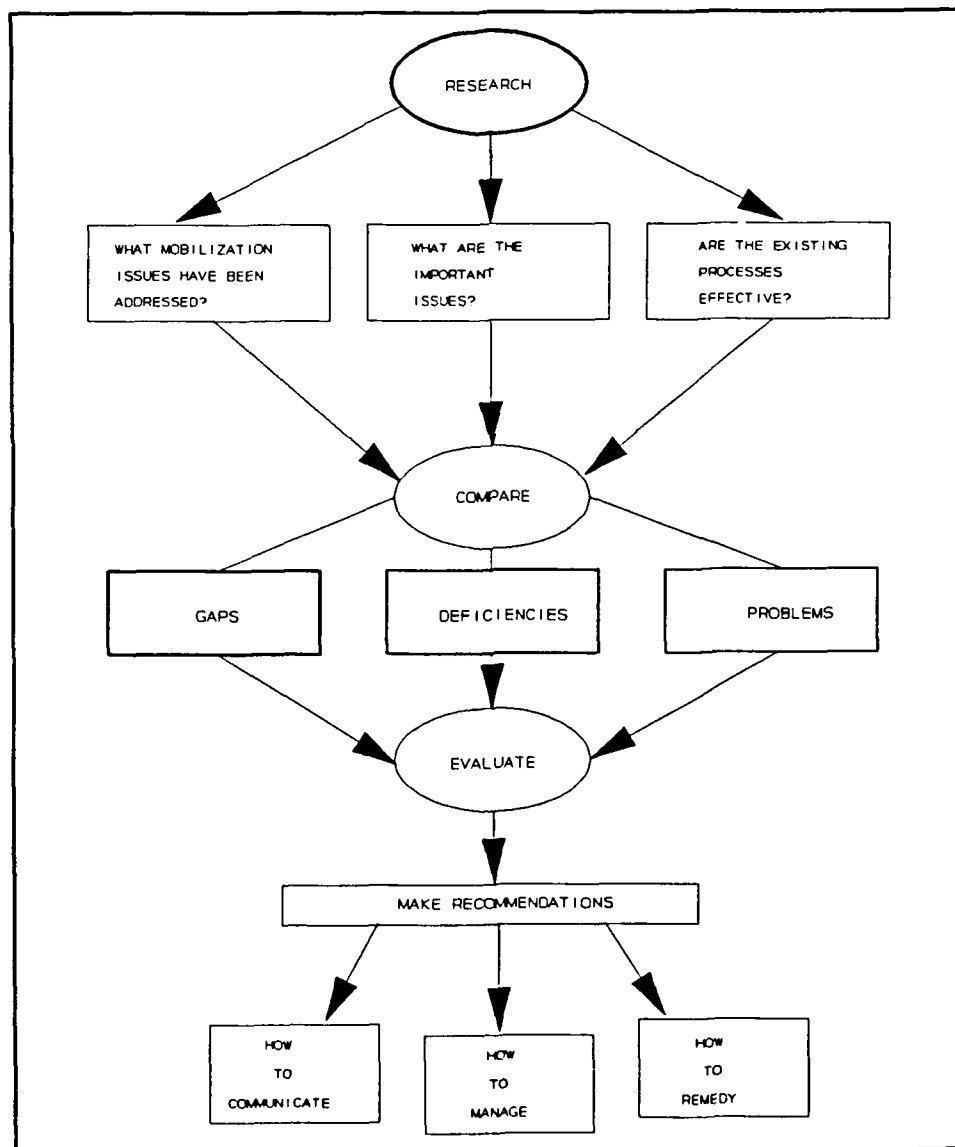 RESEARCH
WHAT MOBILIZATION
ISSUES HAVE BEEN
ADDRESSED?
WHAT ARE THE
IMPORTANT
ISSUES?
ARE THE EXISTING
PROCESSES
EFFECTIVE?
COMPARE
GAPS
DEFICIENCIES
PROBLEMS
EVALUATE
MAKE RECOMMENDATIONS
HOW
TO
COMMUNICATE
HOW
TO
MANAGE
HOW
TO
REMEDY